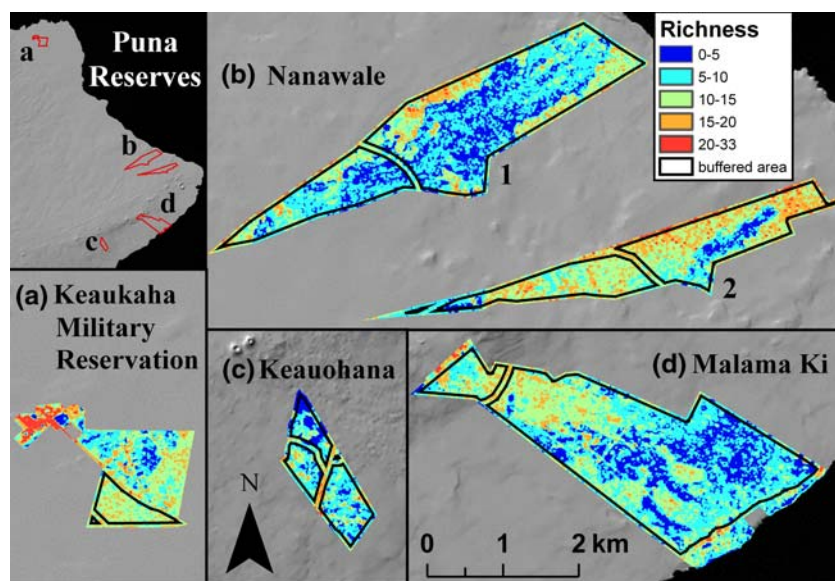 Puna
Reserves
a
b
d
c
(b) Nanawale
1
2
Richness
0-5
5-10
10-15
15-20
20-33
buffered area
(a) Keaukaha
Military
Reservation
(c) Keauohana
N
(d) Malama Ki
0 1 2 km